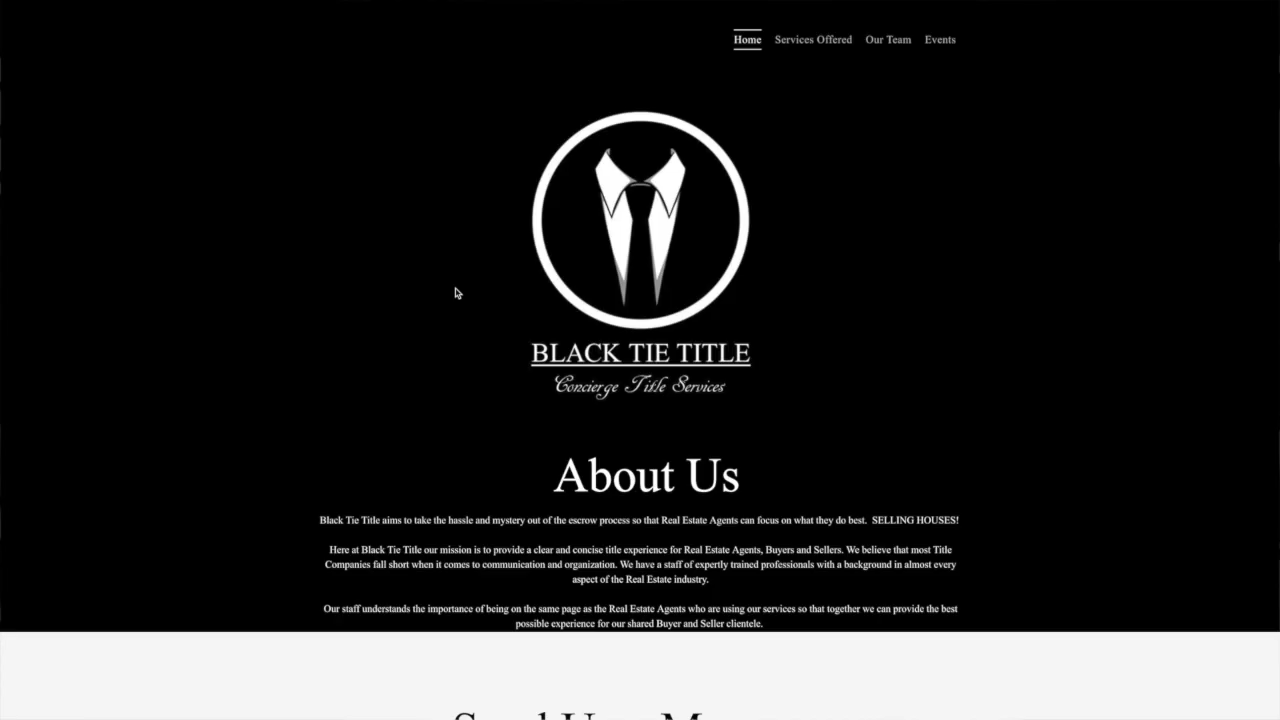 Home Services Offered Our Team Events
BLACK TIE TITLE
Concierge Title Services
About Us
Black Tie Title aims to take the hassle and mystery out of the escrow process so that Real Estate Agents can focus on what they do best.  SELLING HOUSES!
Here at Black Tie Title our mission is to provide a clear and concise title experience for Real Estate Agents, Buyers and Sellers. We believe that most Title
Companies fall short when it comes to communication and organization. We have a staff of expertly trained professionals with a background in almost every
aspect of the Real Estate industry.
Our staff understands the importance of being on the same page as the Real Estate Agents who are using our services so that together we can provide the best
possible experience for our shared Buyer and Seller clientele.